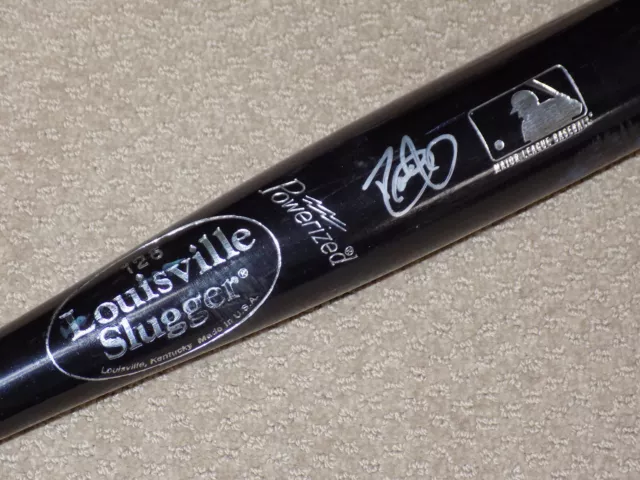 125
Louisville
Slugger®
Louisville, Kentucky Made in U.S.A.
Powerized®
MAJOR LEAGUE BASEBALL®